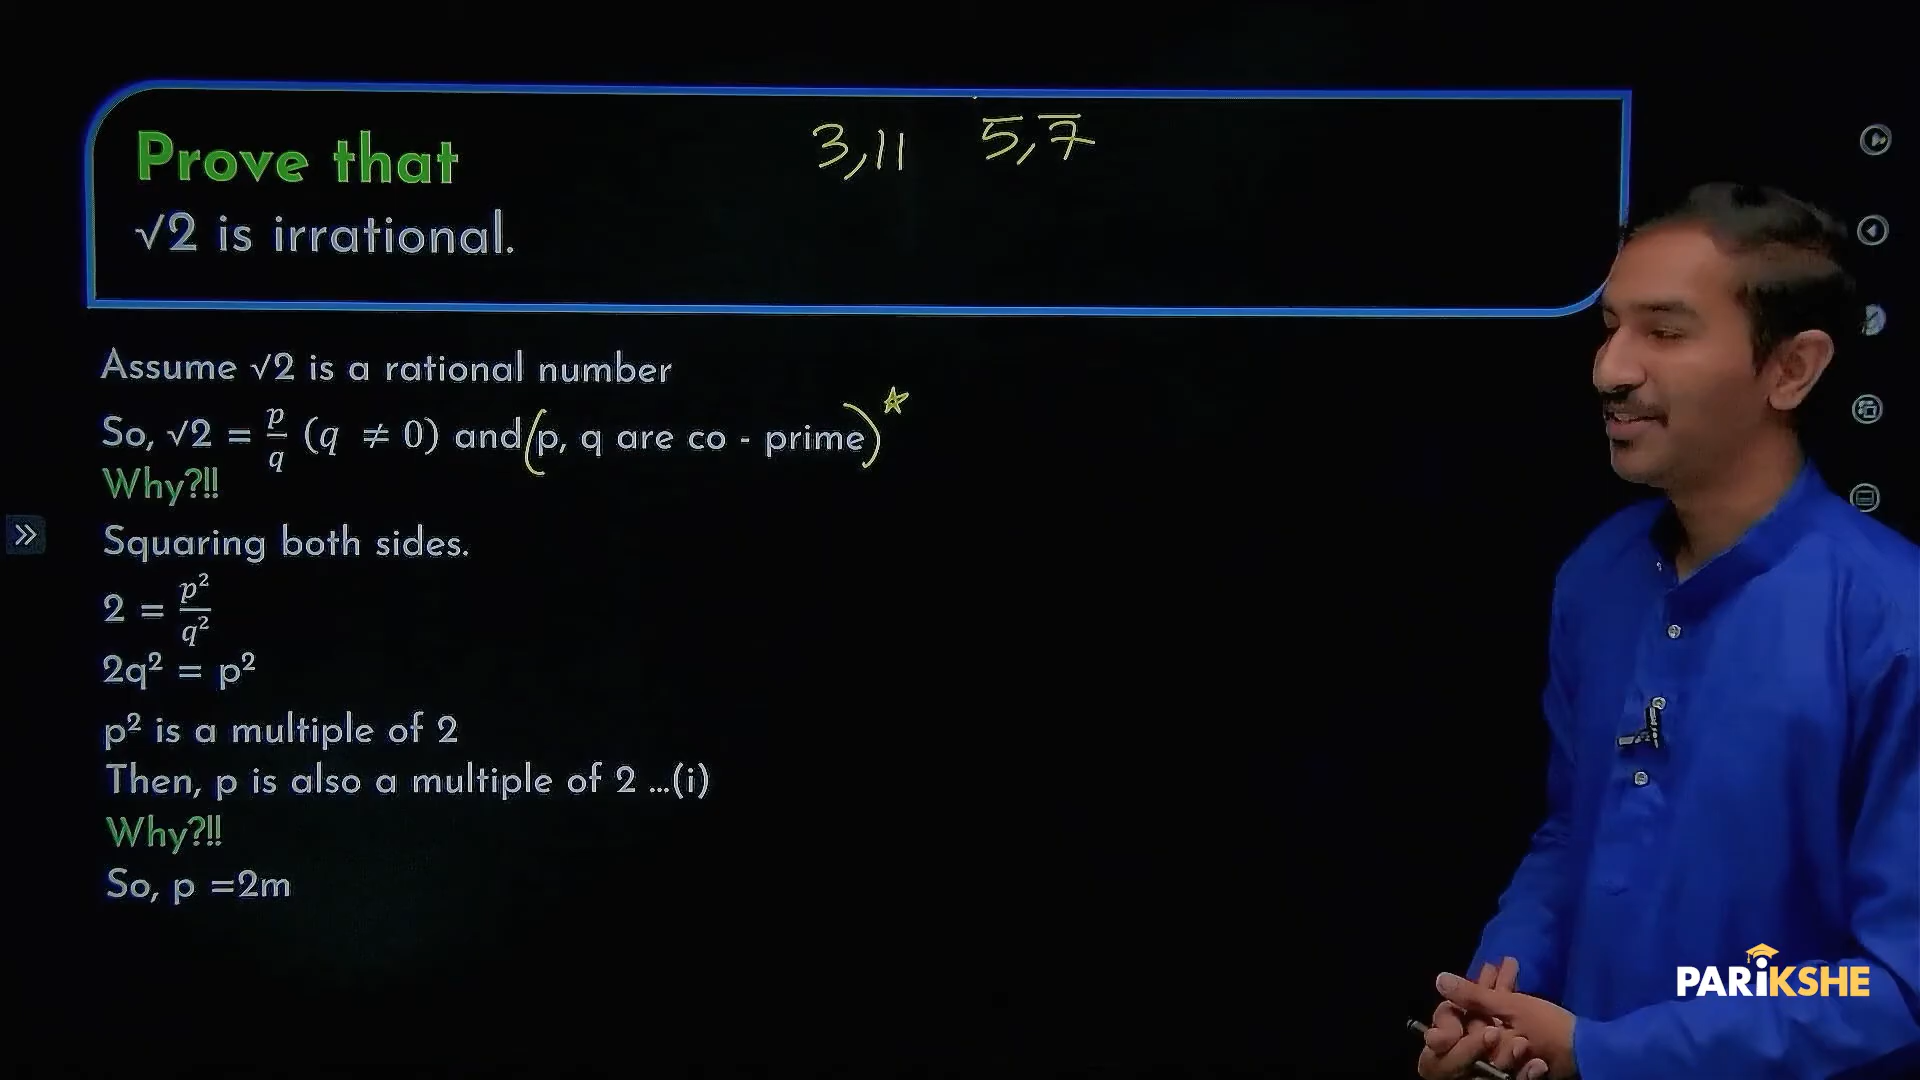 Prove that
3,11 5,7
√2 is irrational.
Assume √2 is a rational number
So, √2 = p/q (q ≠ 0) and (p, q are co - prime)
Why?!!
Squaring both sides.
2 = p²/q²
2q² = p²
p² is a multiple of 2
Then, p is also a multiple of 2 ...(i)
Why?!!
So, p =2m
PARiKSHE